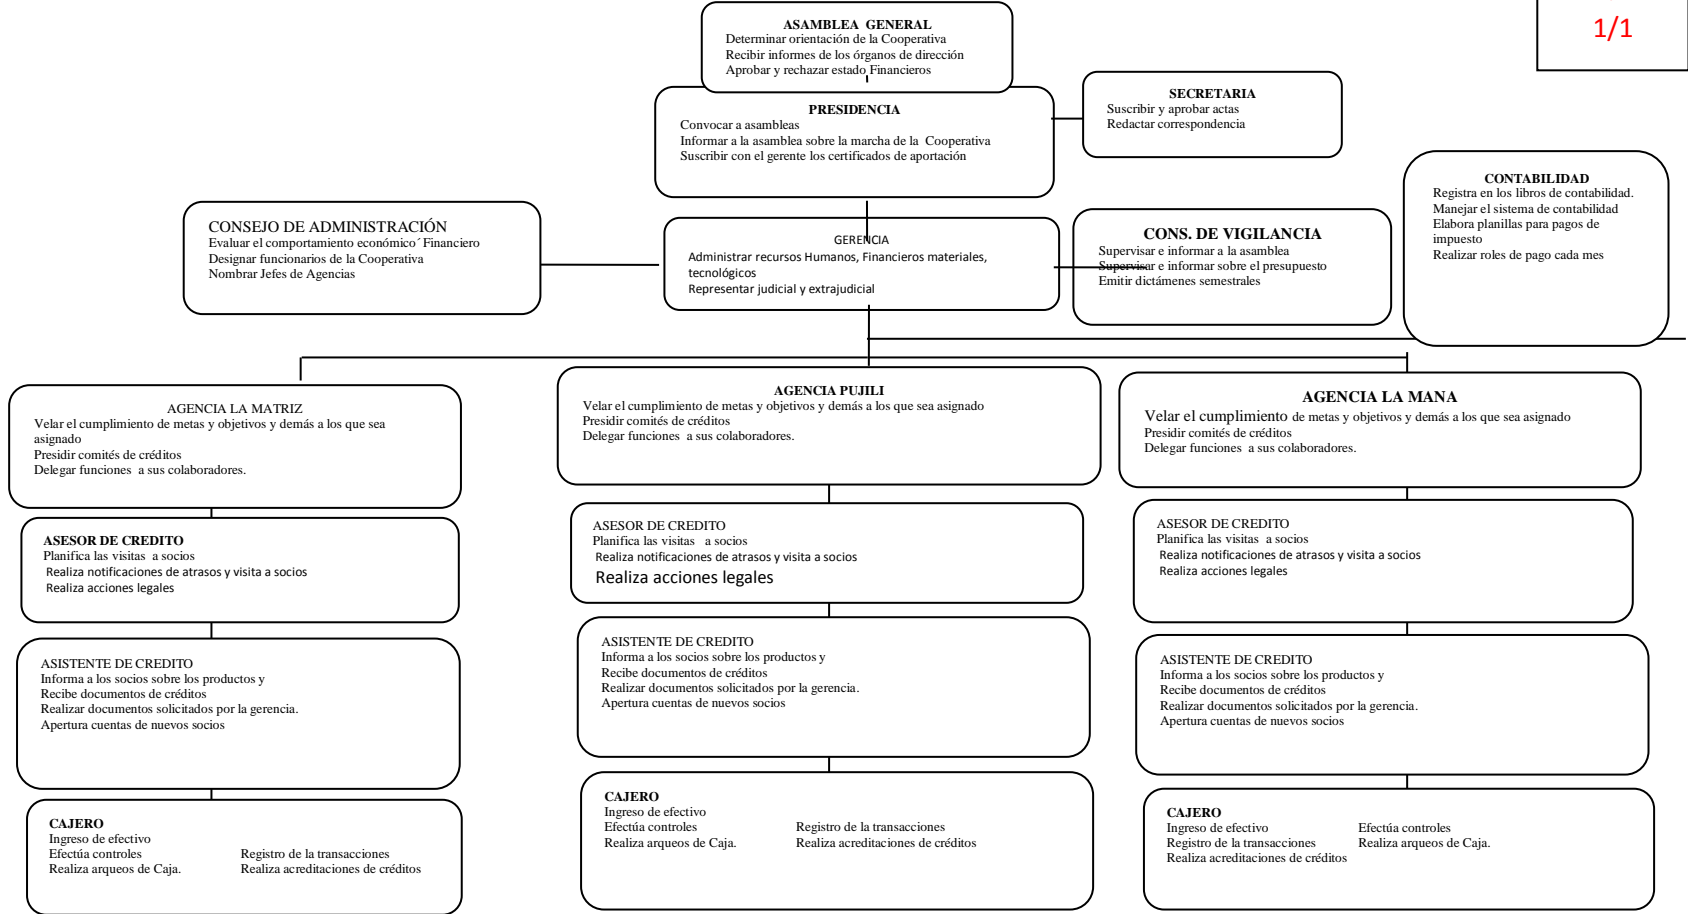 1/1
ASAMBLEA GENERAL
Determinar orientación de la Cooperativa
Recibir informes de los órganos de dirección
Aprobar y rechazar estado Financieros
PRESIDENCIA
Convocar a asambleas
Informar a la asamblea sobre la marcha de la Cooperativa
Suscribir con el gerente los certificados de aportación
SECRETARIA
Suscribir y aprobar actas
Redactar correspondencia
CONTABILIDAD
Registra en los libros de contabilidad.
Manejar el sistema de contabilidad
Elabora planillas para pagos de
impuesto
Realizar roles de pago cada mes
CONSEJO DE ADMINISTRACIÓN
Evaluar el comportamiento económico´Financiero
Designar funcionarios de la Cooperativa
Nombrar Jefes de Agencias
GERENCIA
Administrar recursos Humanos, Financieros materiales,
tecnológicos
Representar judicial y extrajudicial
CONS. DE VIGILANCIA
Supervisar e informar a la asamblea
Supervisar e informar sobre el presupuesto
Emitir dictámenes semestrales
AGENCIA LA MATRIZ
Velar el cumplimiento de metas y objetivos y demás a los que sea
asignado
Presidir comités de créditos
Delegar funciones a sus colaboradores.
AGENCIA PUJILI
Velar el cumplimiento de metas y objetivos y demás a los que sea asignado
Presidir comités de créditos
Delegar funciones a sus colaboradores.
AGENCIA LA MANA
Velar el cumplimiento de metas y objetivos y demás a los que sea asignado
Presidir comités de créditos
Delegar funciones a sus colaboradores.
ASESOR DE CREDITO
Planifica las visitas a socios
Realiza notificaciones de atrasos y visita a socios
Realiza acciones legales
ASESOR DE CREDITO
Planifica las visitas a socios
Realiza notificaciones de atrasos y visita a socios
Realiza acciones legales
ASESOR DE CREDITO
Planifica las visitas a socios
Realiza notificaciones de atrasos y visita a socios
Realiza acciones legales
ASISTENTE DE CREDITO
Informa a los socios sobre los productos y
Recibe documentos de créditos
Realizar documentos solicitados por la gerencia.
Apertura cuentas de nuevos socios
ASISTENTE DE CREDITO
Informa a los socios sobre los productos y
Recibe documentos de créditos
Realizar documentos solicitados por la gerencia.
Apertura cuentas de nuevos socios
ASISTENTE DE CREDITO
Informa a los socios sobre los productos y
Recibe documentos de créditos
Realizar documentos solicitados por la gerencia.
Apertura cuentas de nuevos socios
CAJERO
Ingreso de efectivo
Efectúa controles Registro de la transacciones
Realiza arqueos de Caja. Realiza acreditaciones de créditos
CAJERO
Ingreso de efectivo
Efectúa controles Registro de la transacciones
Realiza arqueos de Caja. Realiza acreditaciones de créditos
CAJERO
Ingreso de efectivo Efectúa controles
Registro de la transacciones Realiza arqueos de Caja.
Realiza acreditaciones de créditos